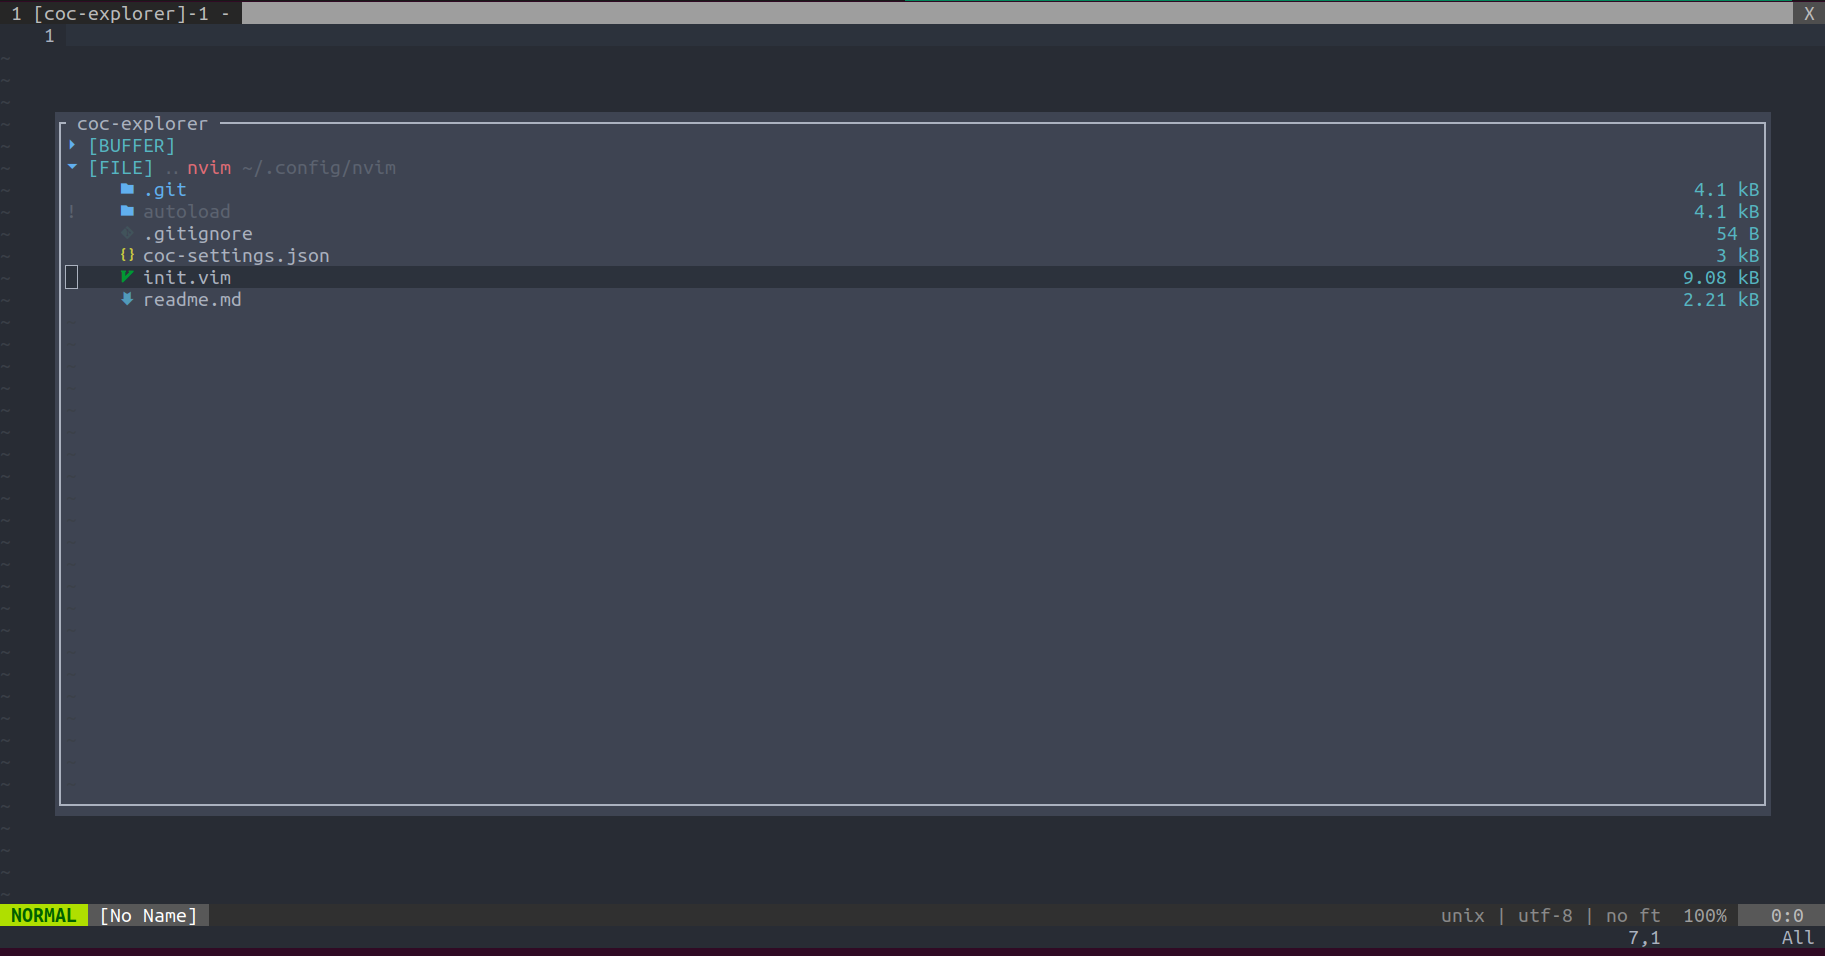 1 [coc-explorer]-1 - X
1
coc-explorer
[BUFFER]
[FILE] .. nvim ~/.config/nvim
.git 4.1 kB
! autoload 4.1 kB
.gitignore 54 B
{} coc-settings.json 3 kB
init.vim 9.08 kB
readme.md 2.21 kB
NORMAL [No Name] unix | utf-8 | no ft 100% 0:0
7,1 All